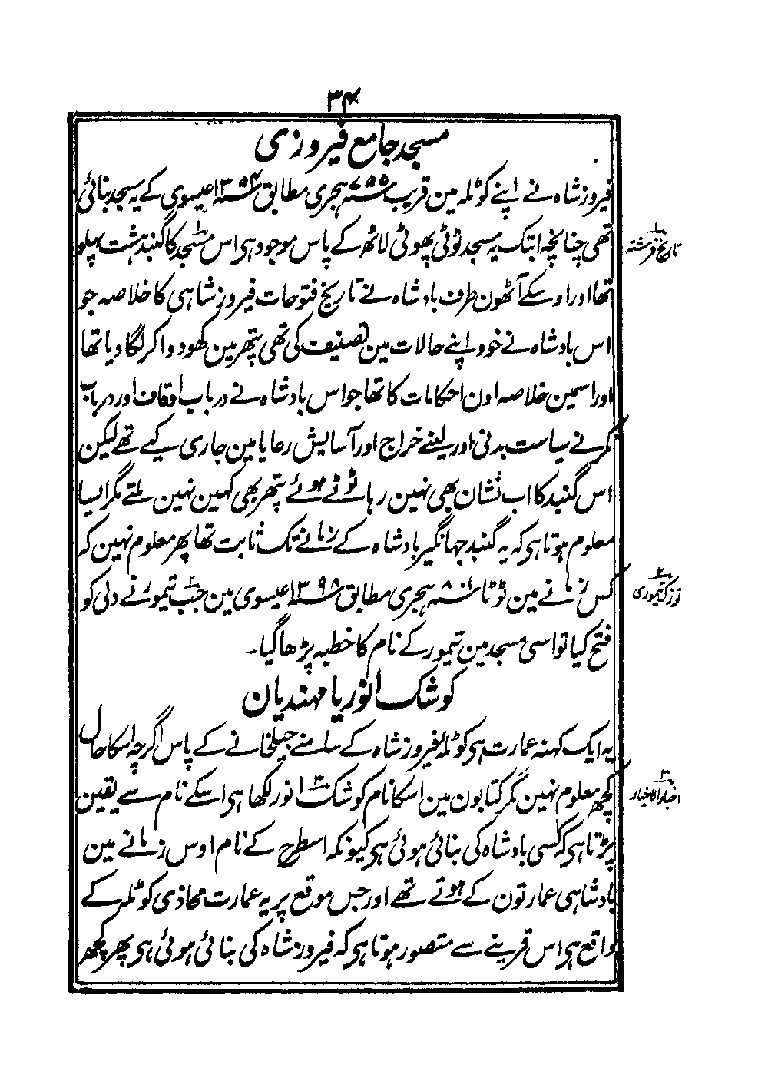 ۳۴
مسجد جامع فیروزی
فیروز شاہ نے اپنے کوٹلہ مین قریب ۷۵۵ ہجری مطابق ۱۳۵۴ عیسوی کے یہ مسجد بنائی
تھی چنانچہ ابتک یہ مسجد ٹوٹی پھوٹی لاٹھ کے پاس موجود ہی اس مسجد کا گنبد ہشت پہلو
تاریخ فرشتہ
تھا اور اوسکے آٹھون طرف بادشاہ نے تاریخ فتوحات فیروز شاہی کا خلاصہ جو
اس بادشاہ نے خود اپنے حالات مین تصنیف کی تھی پتھر مین کھودوا کر لگا دیا تھا
اور اسمین خلاصہ اون احکامات کا تھا جو اس بادشاہ نے درباب اوقاف اور درباب
کمرنے سیاست بدنی اور لینے خراج اور آسایش رعایا مین جاری کیے تھے لیکن
اس گنبد کا اب نشان بھی نہین رہا ٹوٹے ہوئے پتھر بھی کہین نہین ملتے مگر ایسا
معلوم ہوتا ہی کہ یہ گنبد جہانگیر بادشاہ کے زمانے تک ثابت تھا پھر معلوم نہین کہ
کس زمانے مین ٹوٹا ۸۰۱ ہجری مطابق ۱۳۹۸ عیسوی مین جب تیمور نے دلی کو
۲
توزک تیموری
فتح کیا تو اسی مسجد مین تیمور کے نام کا خطبہ پڑھا گیا۔
کوشک انور یا مہندیان
یہ ایک کہنہ عمارت ہی کوٹلہ فیروز شاہ کے سامنے جیلخانے کے پاس اگرچہ اسکا حال
کچھ معلوم نہین مگر کتابون مین اسکا نام کوشک انور لکھا ہی اسکے نام سے یقین
۳
اخبار الاخیار
پڑتا ہی کہ کسی بادشاہ کی بنائی ہوئی ہی کیونکہ اسطرح کے نام اوس زمانے مین
بادشاہی عمارتون کے ہوتے تھے اور جس موقع پر یہ عمارت محاذی کوٹلہ کے
واقع ہی اس قرینے سے متصور ہوتا ہی کہ فیروز شاہ کی بنائی ہوئی ہی پھر کچھ